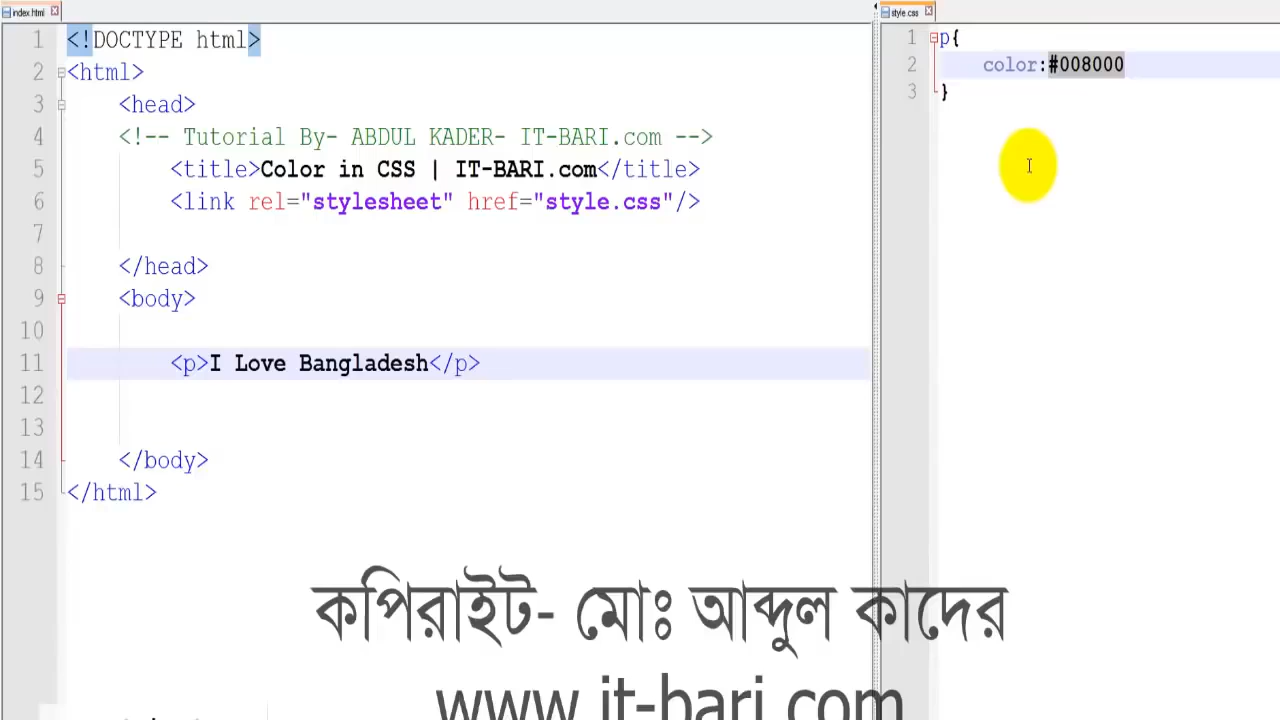 index.html
style.css
1 <!DOCTYPE html>
2 <html>
3 <head>
4 <!-- Tutorial By- ABDUL KADER- IT-BARI.com -->
5 <title>Color in CSS | IT-BARI.com</title>
6 <link rel="stylesheet" href="style.css"/>
7
8 </head>
9 <body>
10
11 <p>I Love Bangladesh</p>
12
13
14 </body>
15 </html>
1 p{
2 color:#008000
3 }
কপিরাইট- মোঃ আব্দুল কাদের
www.it-bari.com